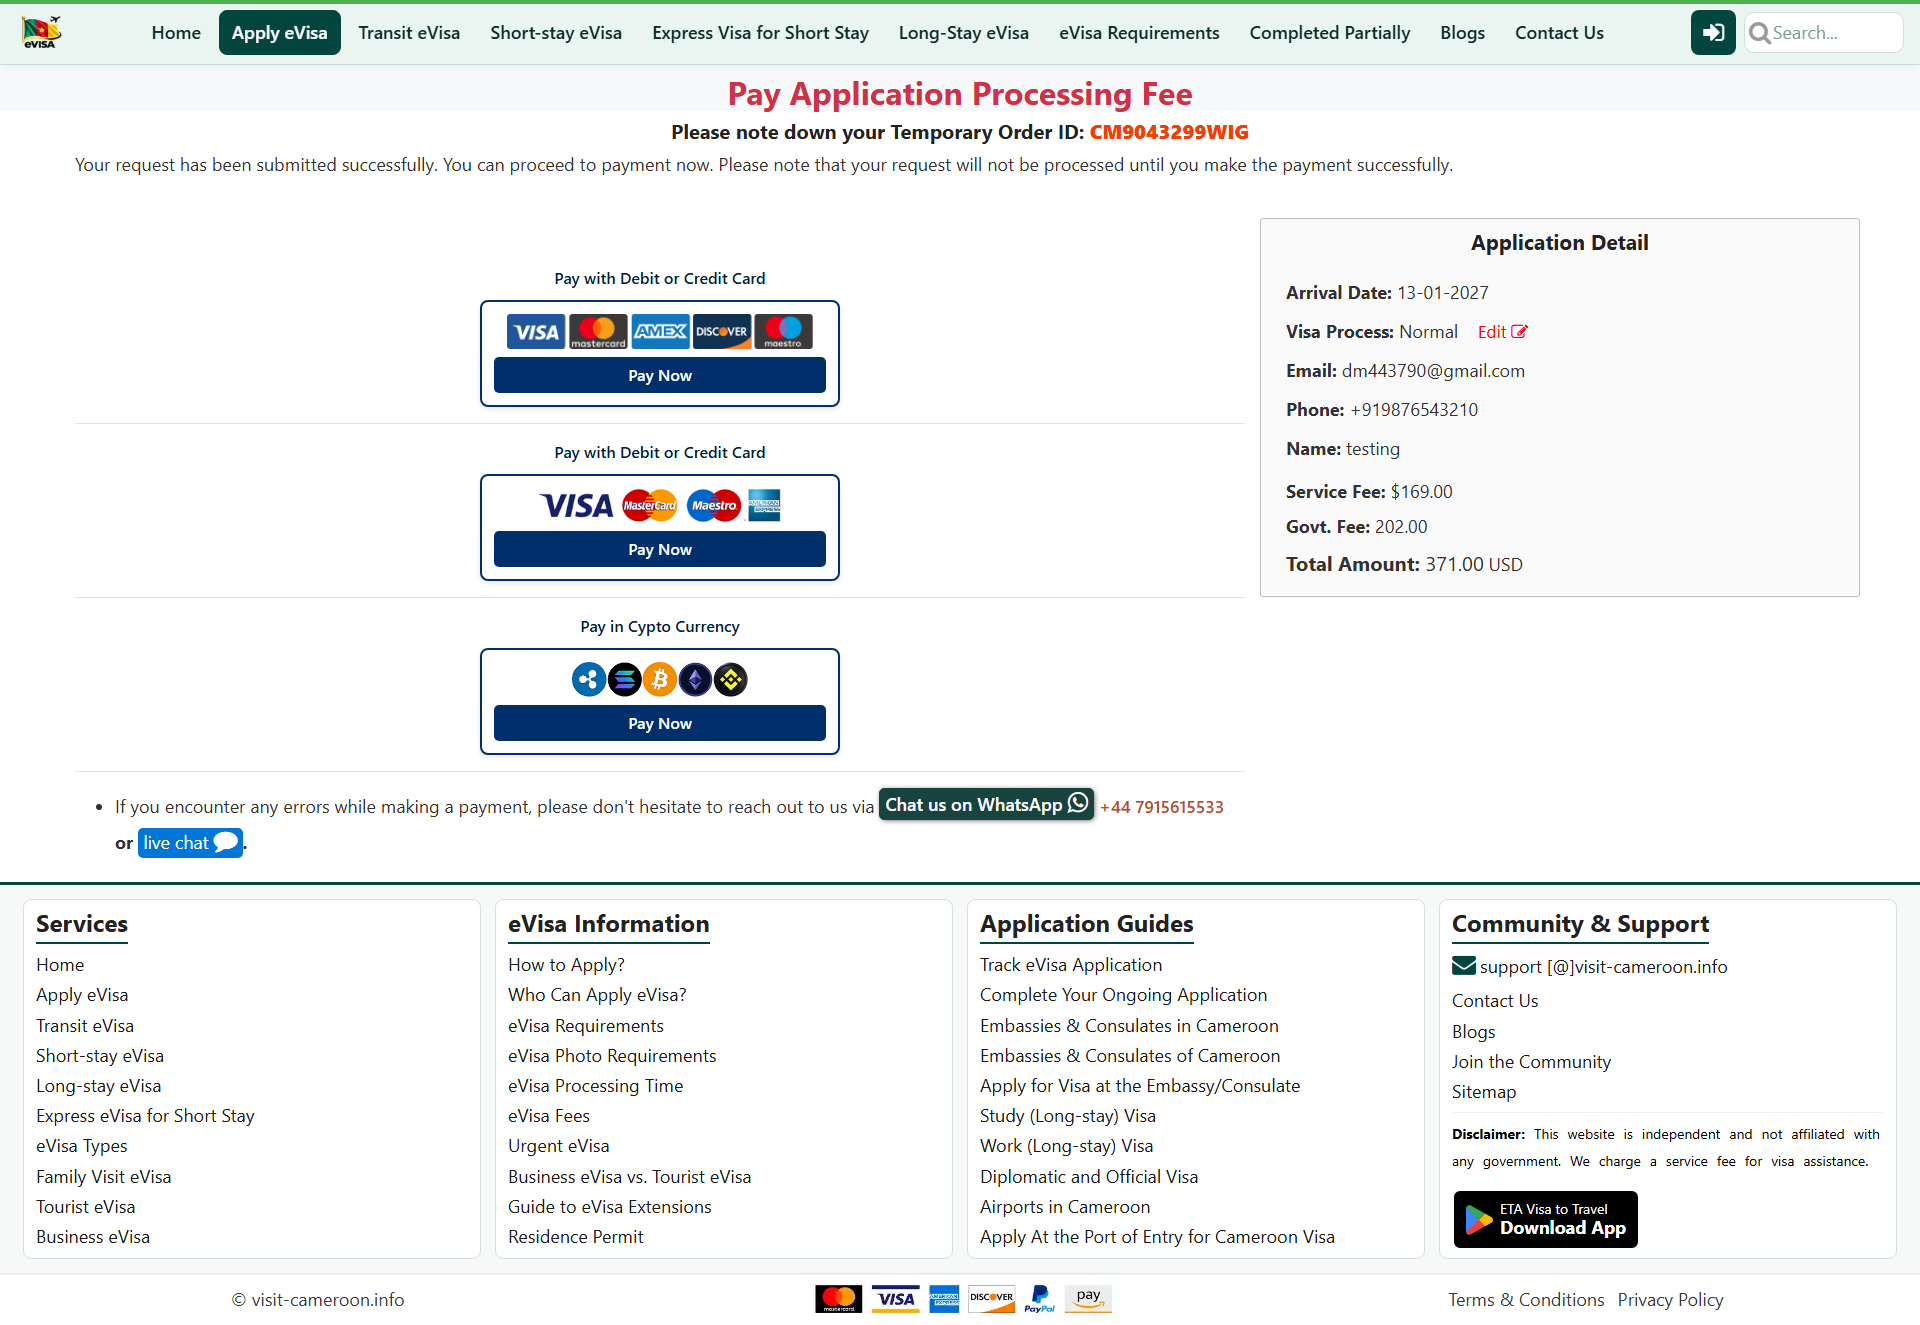 eVISA
Home
Apply eVisa
Transit eVisa
Short-stay eVisa
Express Visa for Short Stay
Long-Stay eVisa
eVisa Requirements
Completed Partially
Blogs
Contact Us
Search...
Pay Application Processing Fee
Please note down your Temporary Order ID: CM9043299WIG
Your request has been submitted successfully. You can proceed to payment now. Please note that your request will not be processed until you make the payment successfully.
Pay with Debit or Credit Card
VISA mastercard AMEX DISCOVER maestro
Pay Now
Pay with Debit or Credit Card
VISA MasterCard Maestro AMERICAN EXPRESS
Pay Now
Pay in Cypto Currency
Pay Now
If you encounter any errors while making a payment, please don't hesitate to reach out to us via Chat us on WhatsApp +44 7915615533
or live chat .
Application Detail
Arrival Date: 13-01-2027
Visa Process: Normal Edit
Email: dm443790@gmail.com
Phone: +919876543210
Name: testing
Service Fee: $169.00
Govt. Fee: 202.00
Total Amount: 371.00 USD
Services
Home
Apply eVisa
Transit eVisa
Short-stay eVisa
Long-stay eVisa
Express eVisa for Short Stay
eVisa Types
Family Visit eVisa
Tourist eVisa
Business eVisa
eVisa Information
How to Apply?
Who Can Apply eVisa?
eVisa Requirements
eVisa Photo Requirements
eVisa Processing Time
eVisa Fees
Urgent eVisa
Business eVisa vs. Tourist eVisa
Guide to eVisa Extensions
Residence Permit
Application Guides
Track eVisa Application
Complete Your Ongoing Application
Embassies & Consulates in Cameroon
Embassies & Consulates of Cameroon
Apply for Visa at the Embassy/Consulate
Study (Long-stay) Visa
Work (Long-stay) Visa
Diplomatic and Official Visa
Airports in Cameroon
Apply At the Port of Entry for Cameroon Visa
Community & Support
support [@]visit-cameroon.info
Contact Us
Blogs
Join the Community
Sitemap
Disclaimer: This website is independent and not affiliated with
any government. We charge a service fee for visa assistance.
ETA Visa to Travel
Download App
© visit-cameroon.info
mastercard VISA AMERICAN EXPRESS DISCOVER PayPal pay
Terms & Conditions Privacy Policy